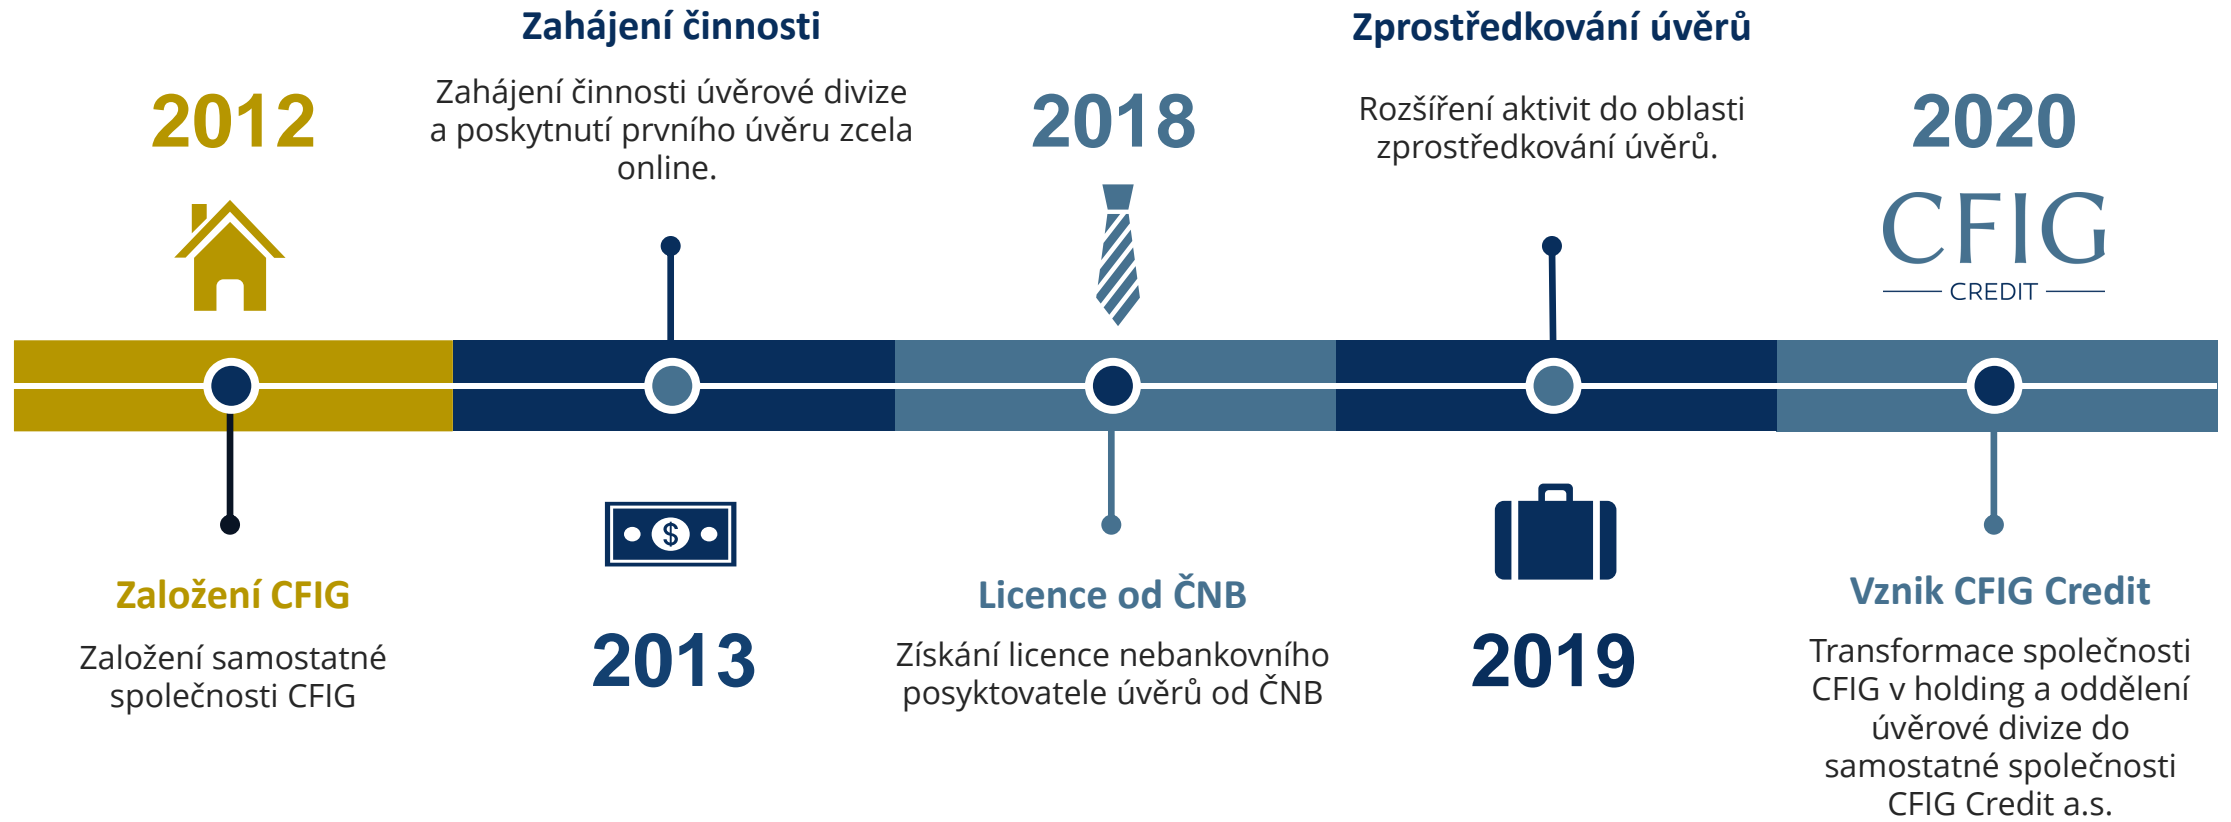 2012
Založení CFIG
Založení samostatné
společnosti CFIG
Zahájení činnosti
Zahájení činnosti úvěrové divize
a poskytnutí prvního úvěru zcela
online.
$
2013
2018
Licence od ČNB
Získání licence nebankovního
posyktovatele úvěrů od ČNB
Zprostředkování úvěrů
Rozšíření aktivit do oblasti
zprostředkování úvěrů.
2019
2020
CFIG
CREDIT
Vznik CFIG Credit
Transformace společnosti
CFIG v holding a oddělení
úvěrové divize do
samostatné společnosti
CFIG Credit a.s.